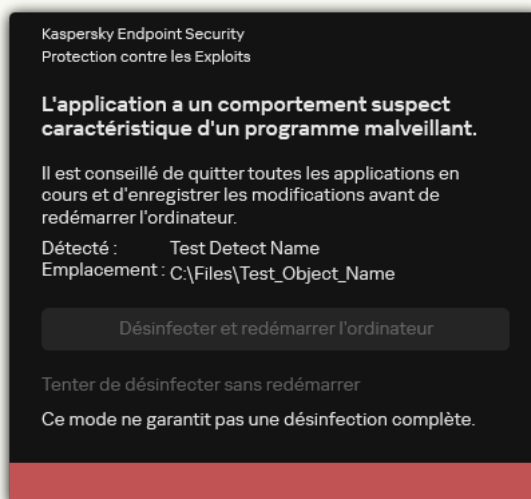 Kaspersky Endpoint Security
Protection contre les Exploits
L'application a un comportement suspect
caractéristique d'un programme malveillant.
Il est conseillé de quitter toutes les applications en
cours et d'enregistrer les modifications avant de
redémarrer l'ordinateur.
Détecté : Test Detect Name
Emplacement : C:\Files\Test_Object_Name
Désinfecter et redémarrer l'ordinateur
Tenter de désinfecter sans redémarrer
Ce mode ne garantit pas une désinfection complète.